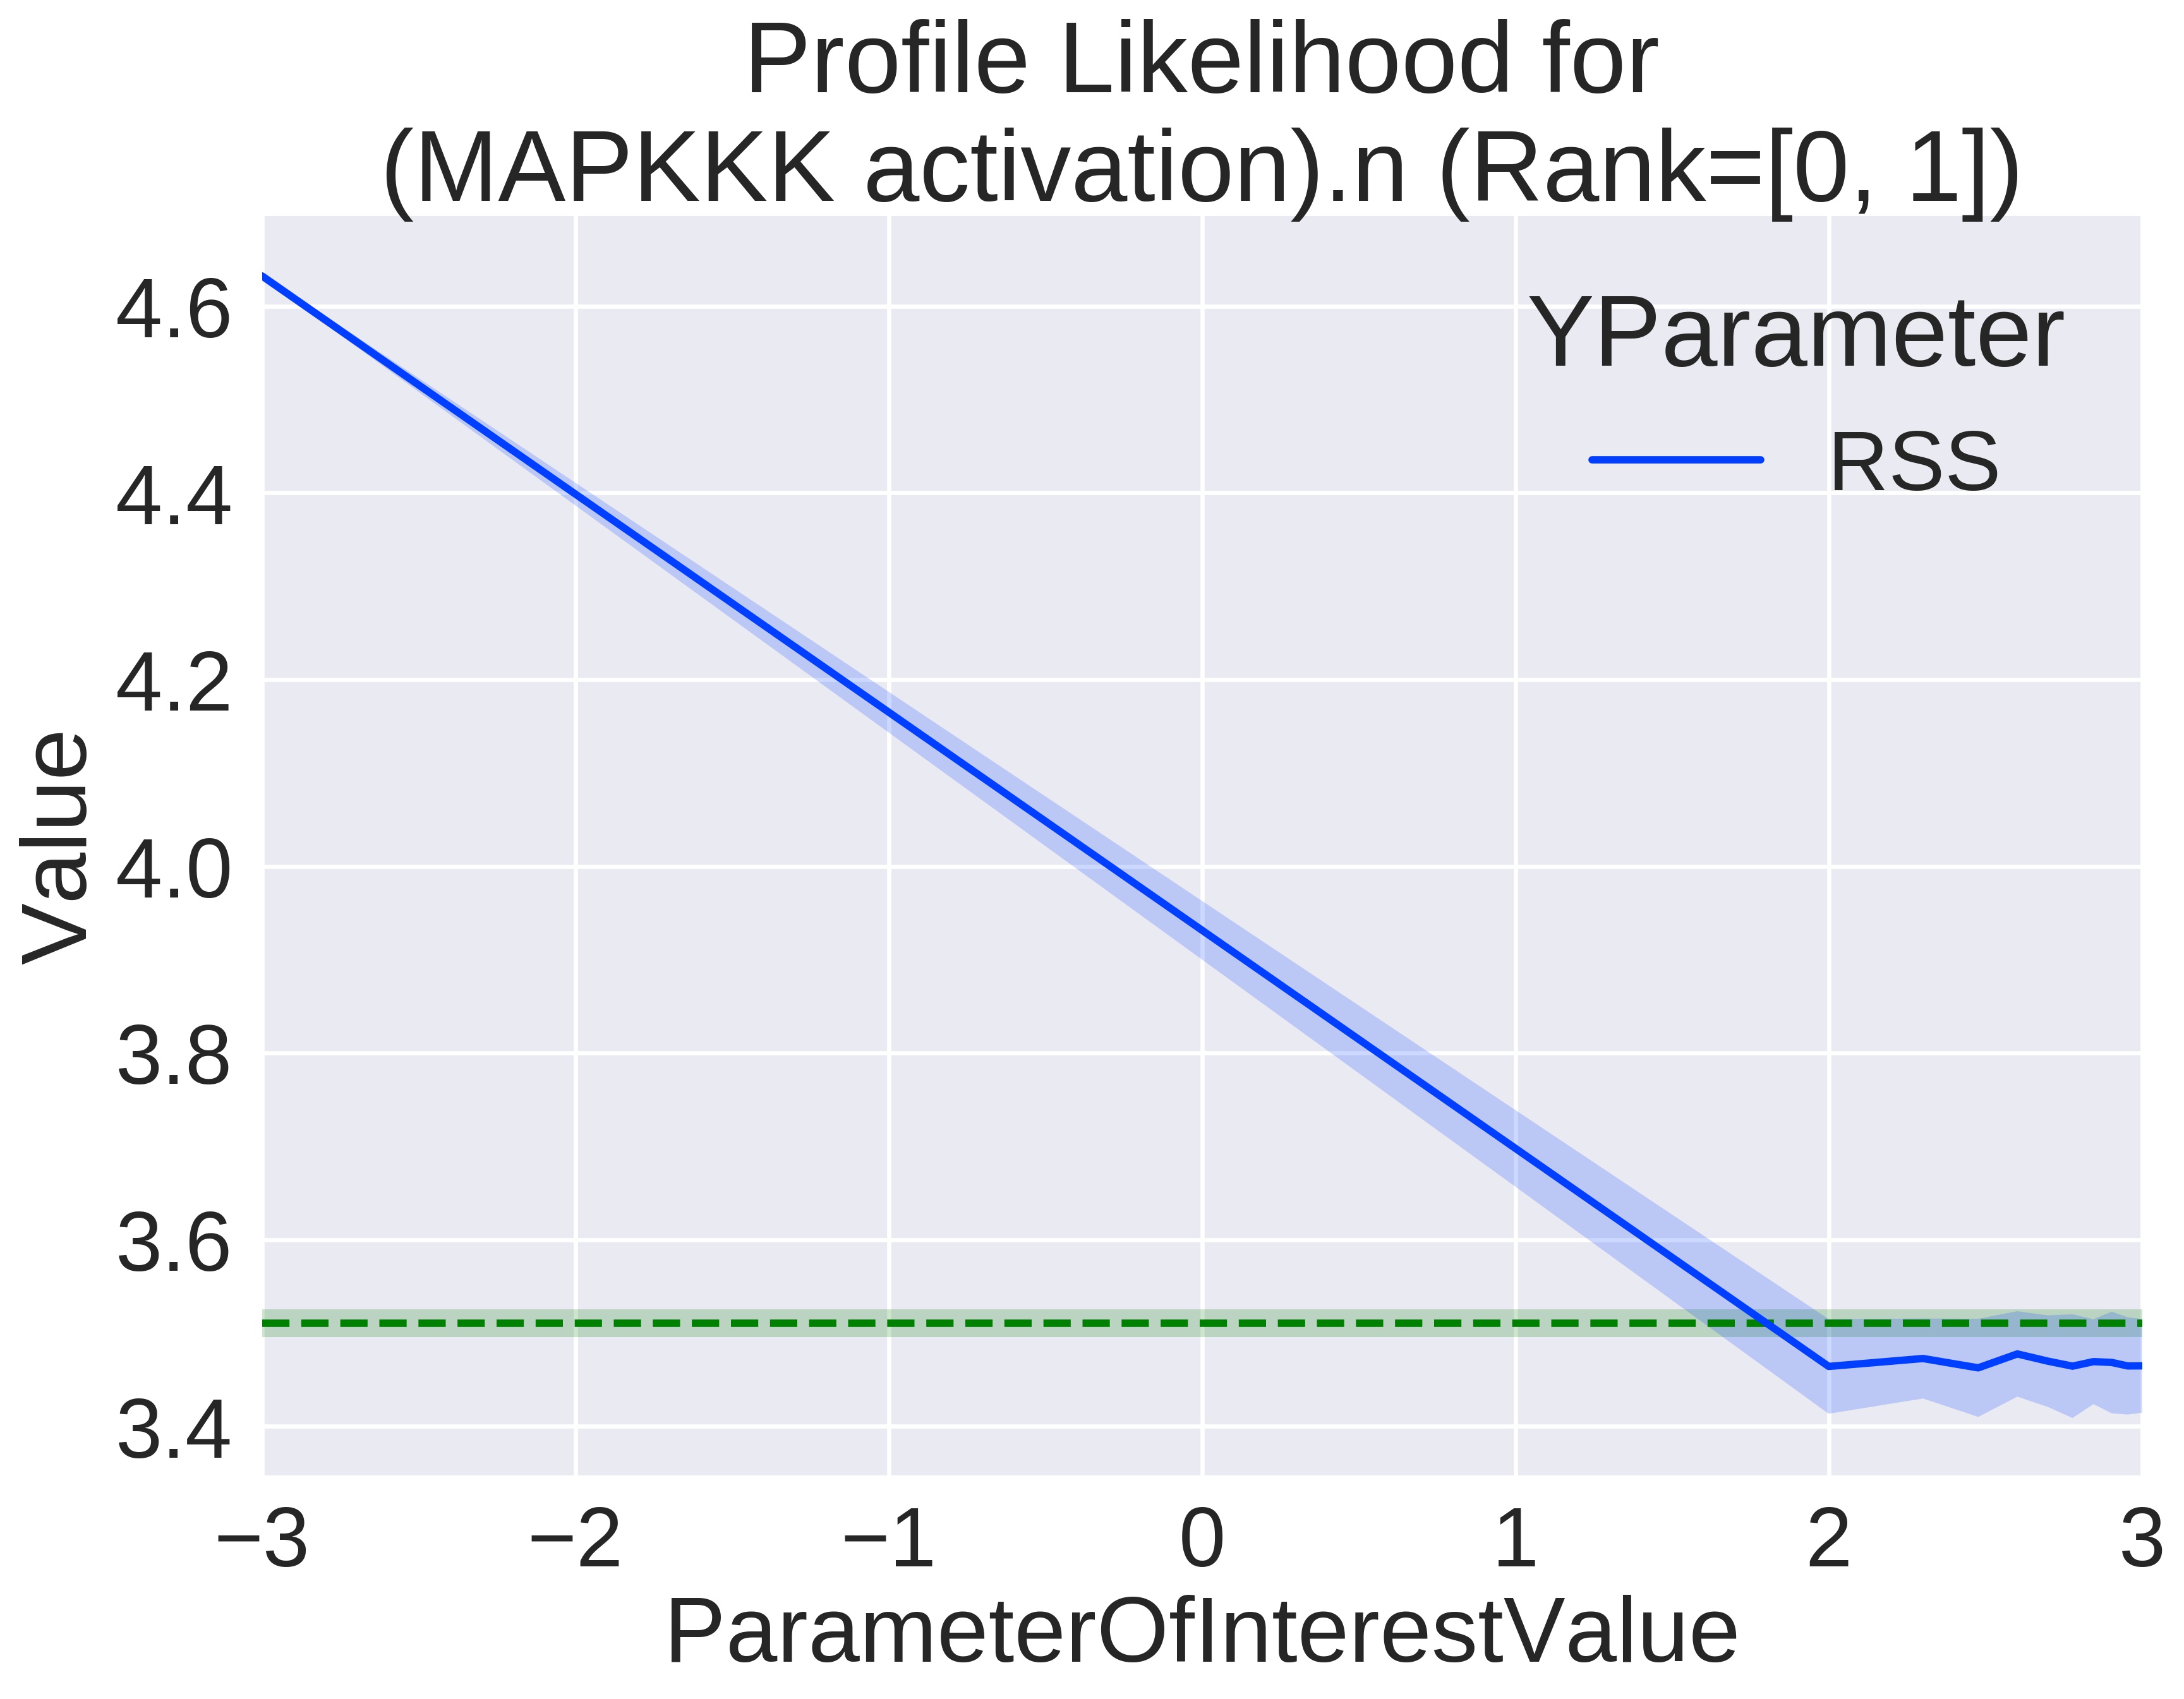 Profile Likelihood for
(MAPKKK activation).n (Rank=[0, 1])
YParameter
RSS
Value
4.6
4.4
4.2
4.0
3.8
3.6
3.4
−3 −2 −1 0 1 2 3
ParameterOfInterestValue